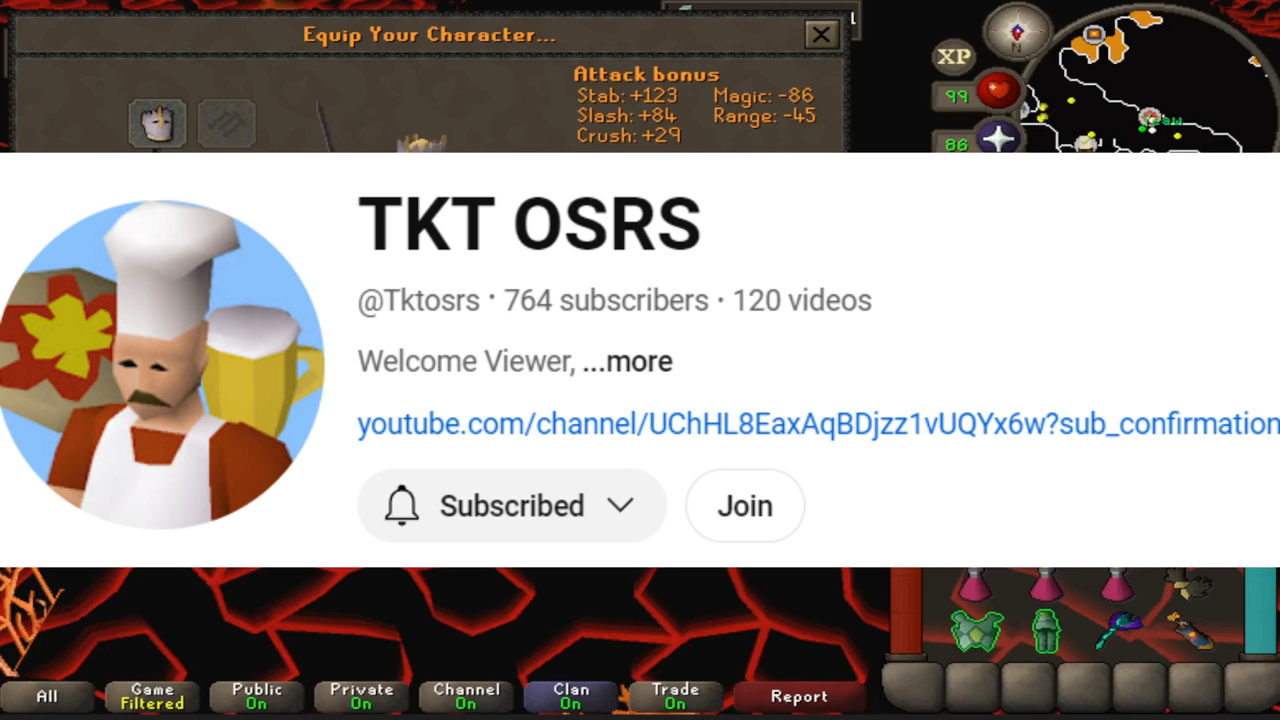 Equip Your Character...
Attack bonus
Stab: +123 Magic: -86
Slash: +84 Range: -45
Crush: +29
XP
N
99
86
TKT OSRS
@Tktosrs · 764 subscribers · 120 videos
Welcome Viewer, ...more
youtube.com/channel/UChHL8EaxAqBDjzz1vUQYx6w?sub_confirmation
Subscribed
Join
All
Game
Filtered
Public
On
Private
On
Channel
On
Clan
On
Trade
On
Report